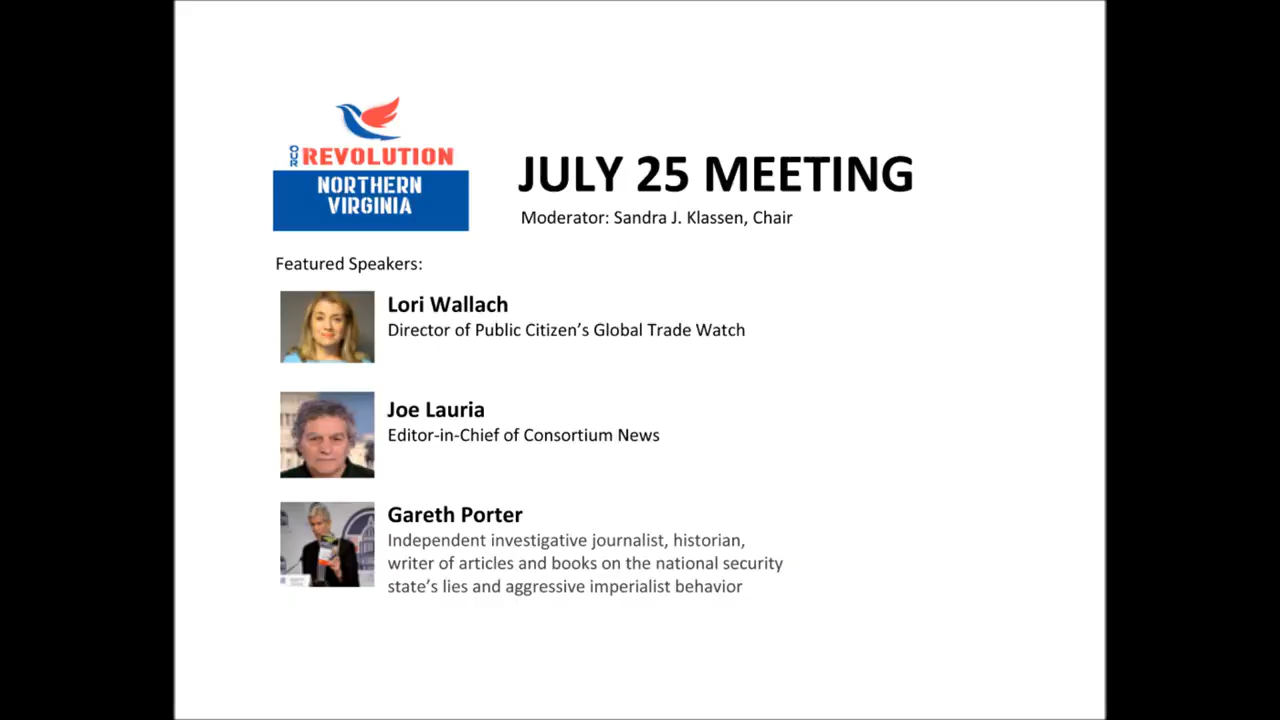 OUR REVOLUTION
NORTHERN
VIRGINIA
JULY 25 MEETING
Moderator: Sandra J. Klassen, Chair
Featured Speakers:
Lori Wallach
Director of Public Citizen’s Global Trade Watch
Joe Lauria
Editor-in-Chief of Consortium News
Gareth Porter
Independent investigative journalist, historian,
writer of articles and books on the national security
state’s lies and aggressive imperialist behavior